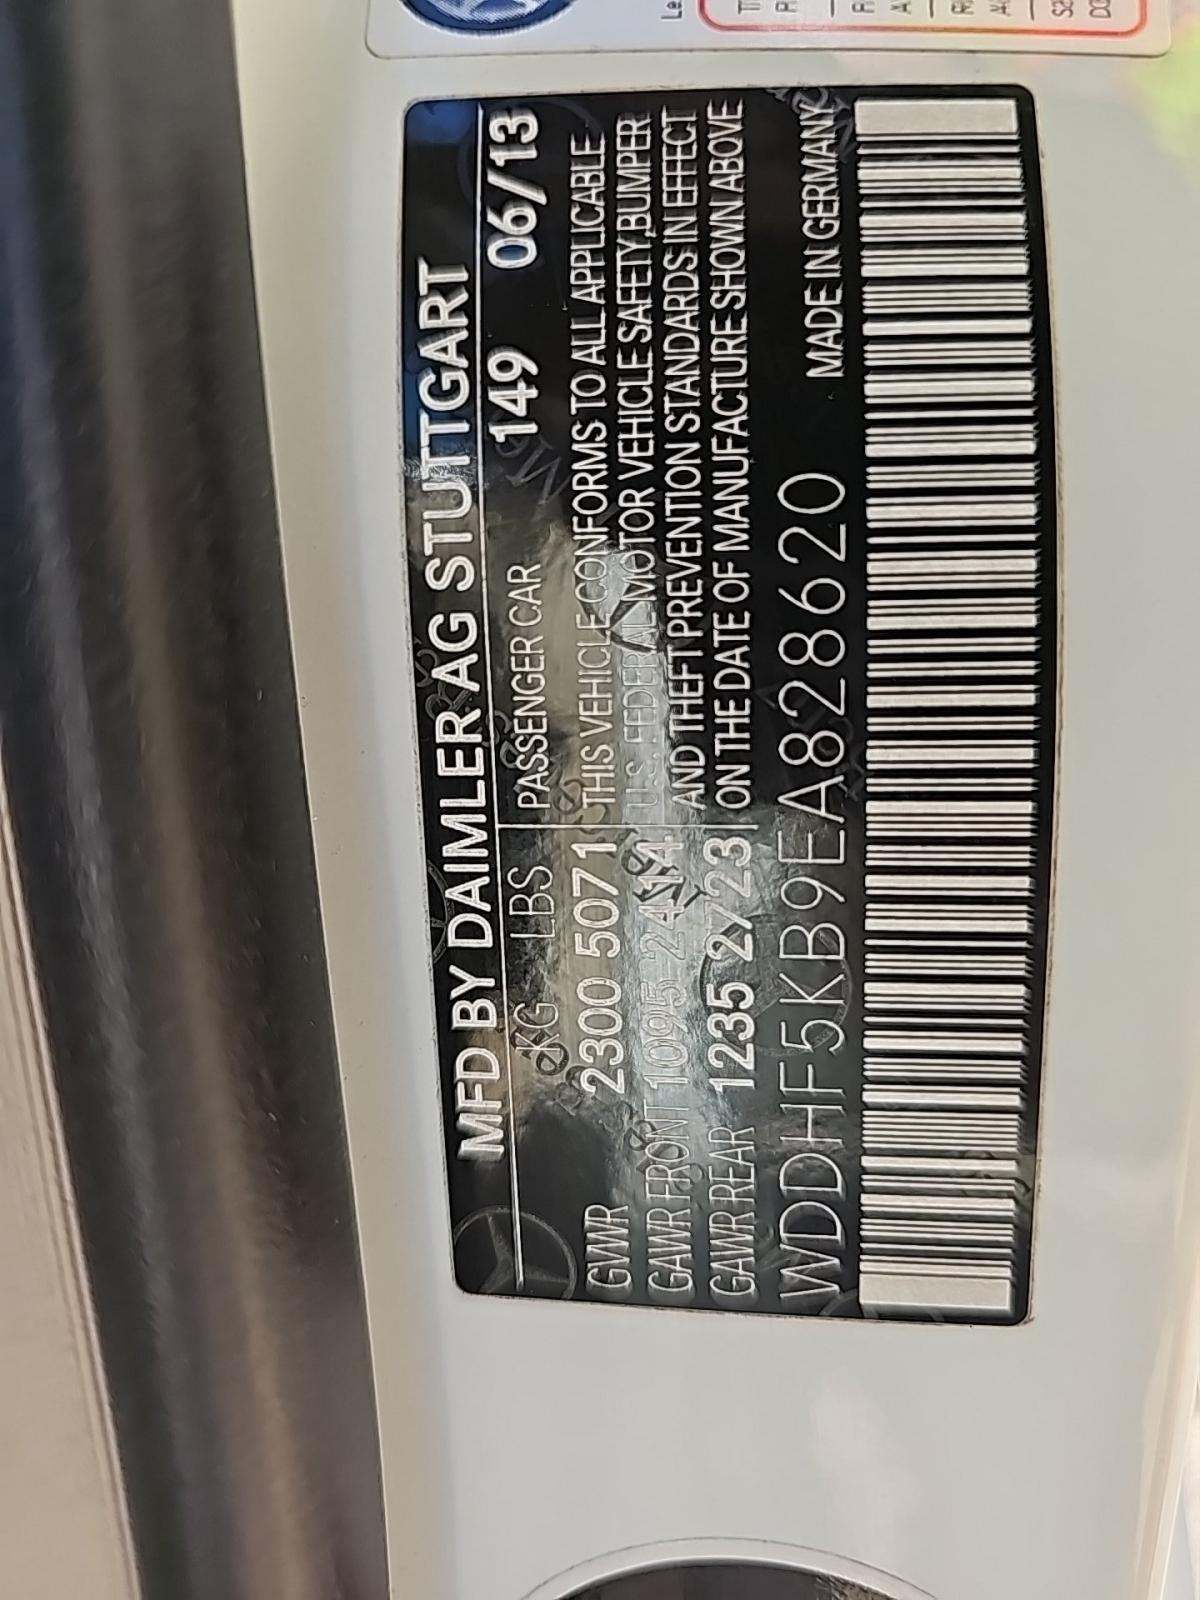 MFD BY DAIMLER AG STUTTGART
KG LBS PASSENGER CAR 149 06/13
GVWR 2300 5071 THIS VEHICLE CONFORMS TO ALL APPLICABLE
GAWR FRONT 1095 2414 U.S. FEDERAL MOTOR VEHICLE SAFETY,BUMPER
GAWR REAR 1235 2723 AND THEFT PREVENTION STANDARDS IN EFFECT
ON THE DATE OF MANUFACTURE SHOWN ABOVE
WDDHF5KB9EA828620 MADE IN GERMANY